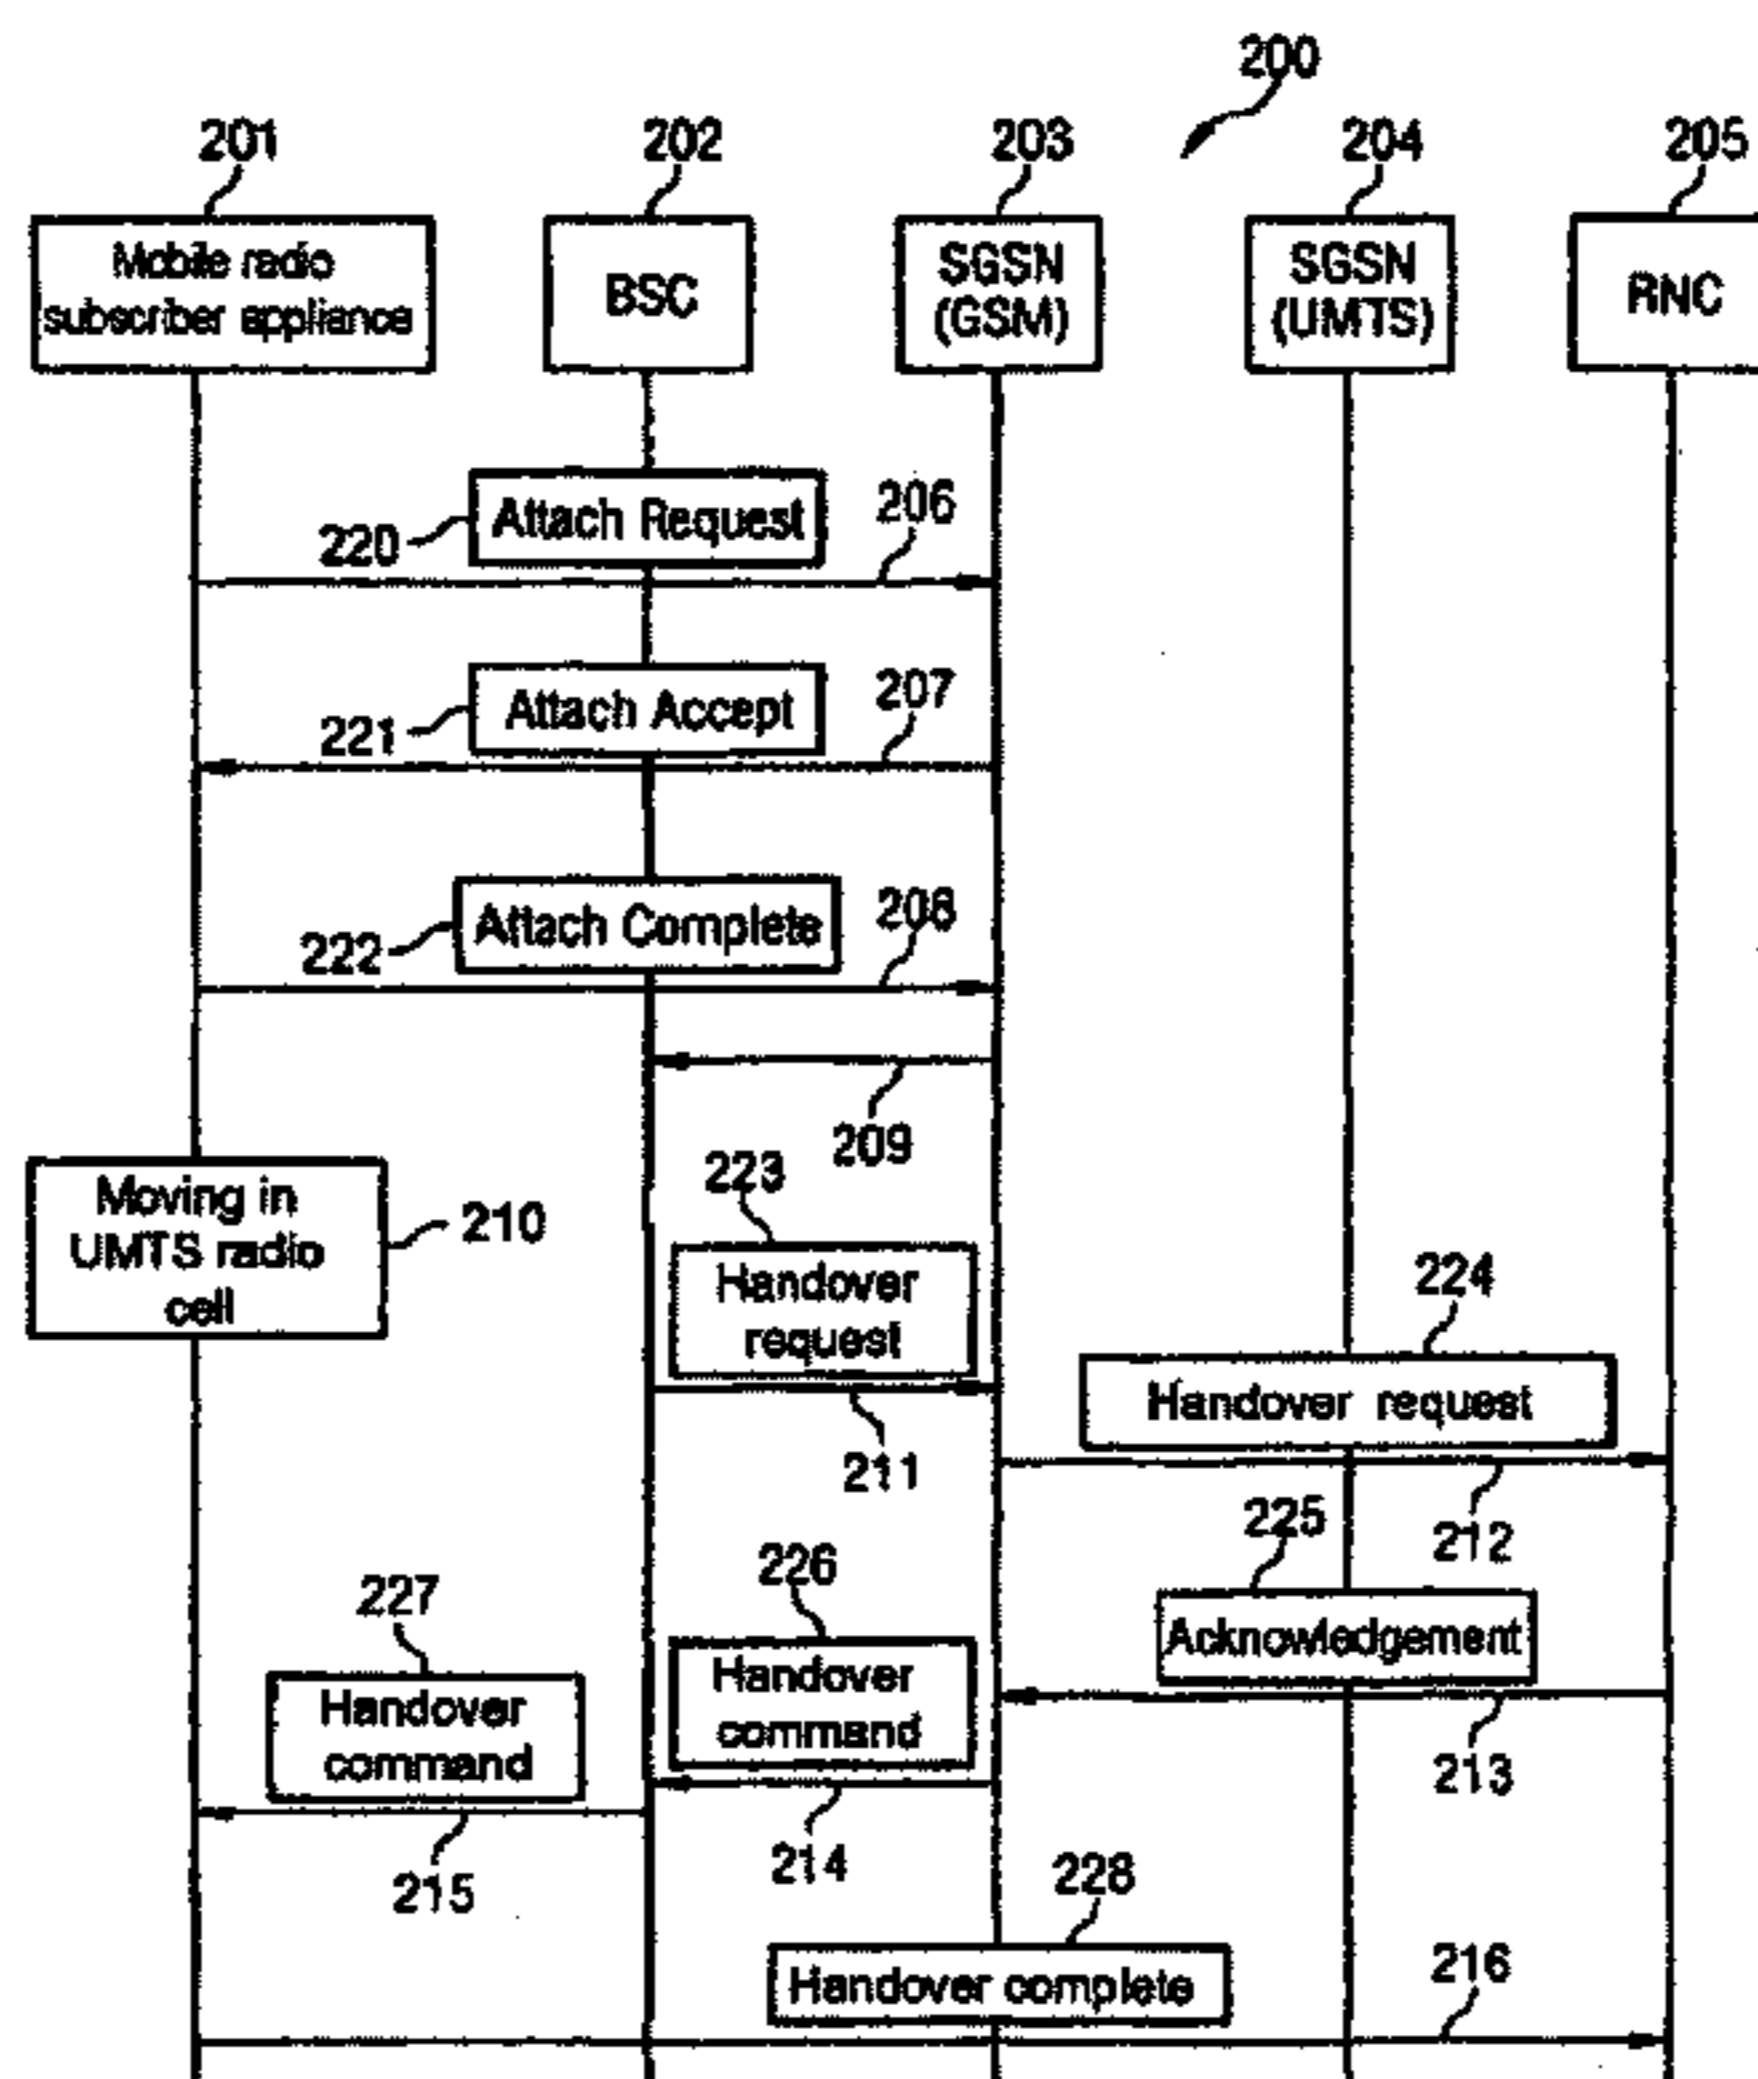 200
201
202
203
204
205
Mobile radio
subscriber appliance
BSC
SGSN
(GSM)
SGSN
(UMTS)
RNC
Attach Request
206
220
Attach Accept
207
221
Attach Complete
208
222
209
223
Moving in
UMTS radio
cell
210
Handover
request
224
Handover request
211
212
225
226
227
Acknowledgement
Handover
command
Handover
command
213
214
215
228
Handover complete
216